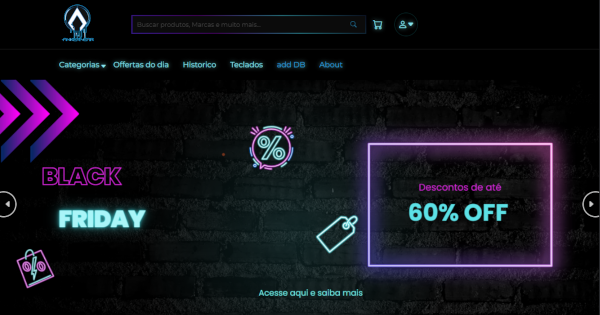 Buscar produtos, Marcas e muito mais...
Categorias
Ofertas do dia
Historico
Teclados
add DB
About
BLACK
FRIDAY
Descontos de até
60% OFF
Acesse aqui e saiba mais